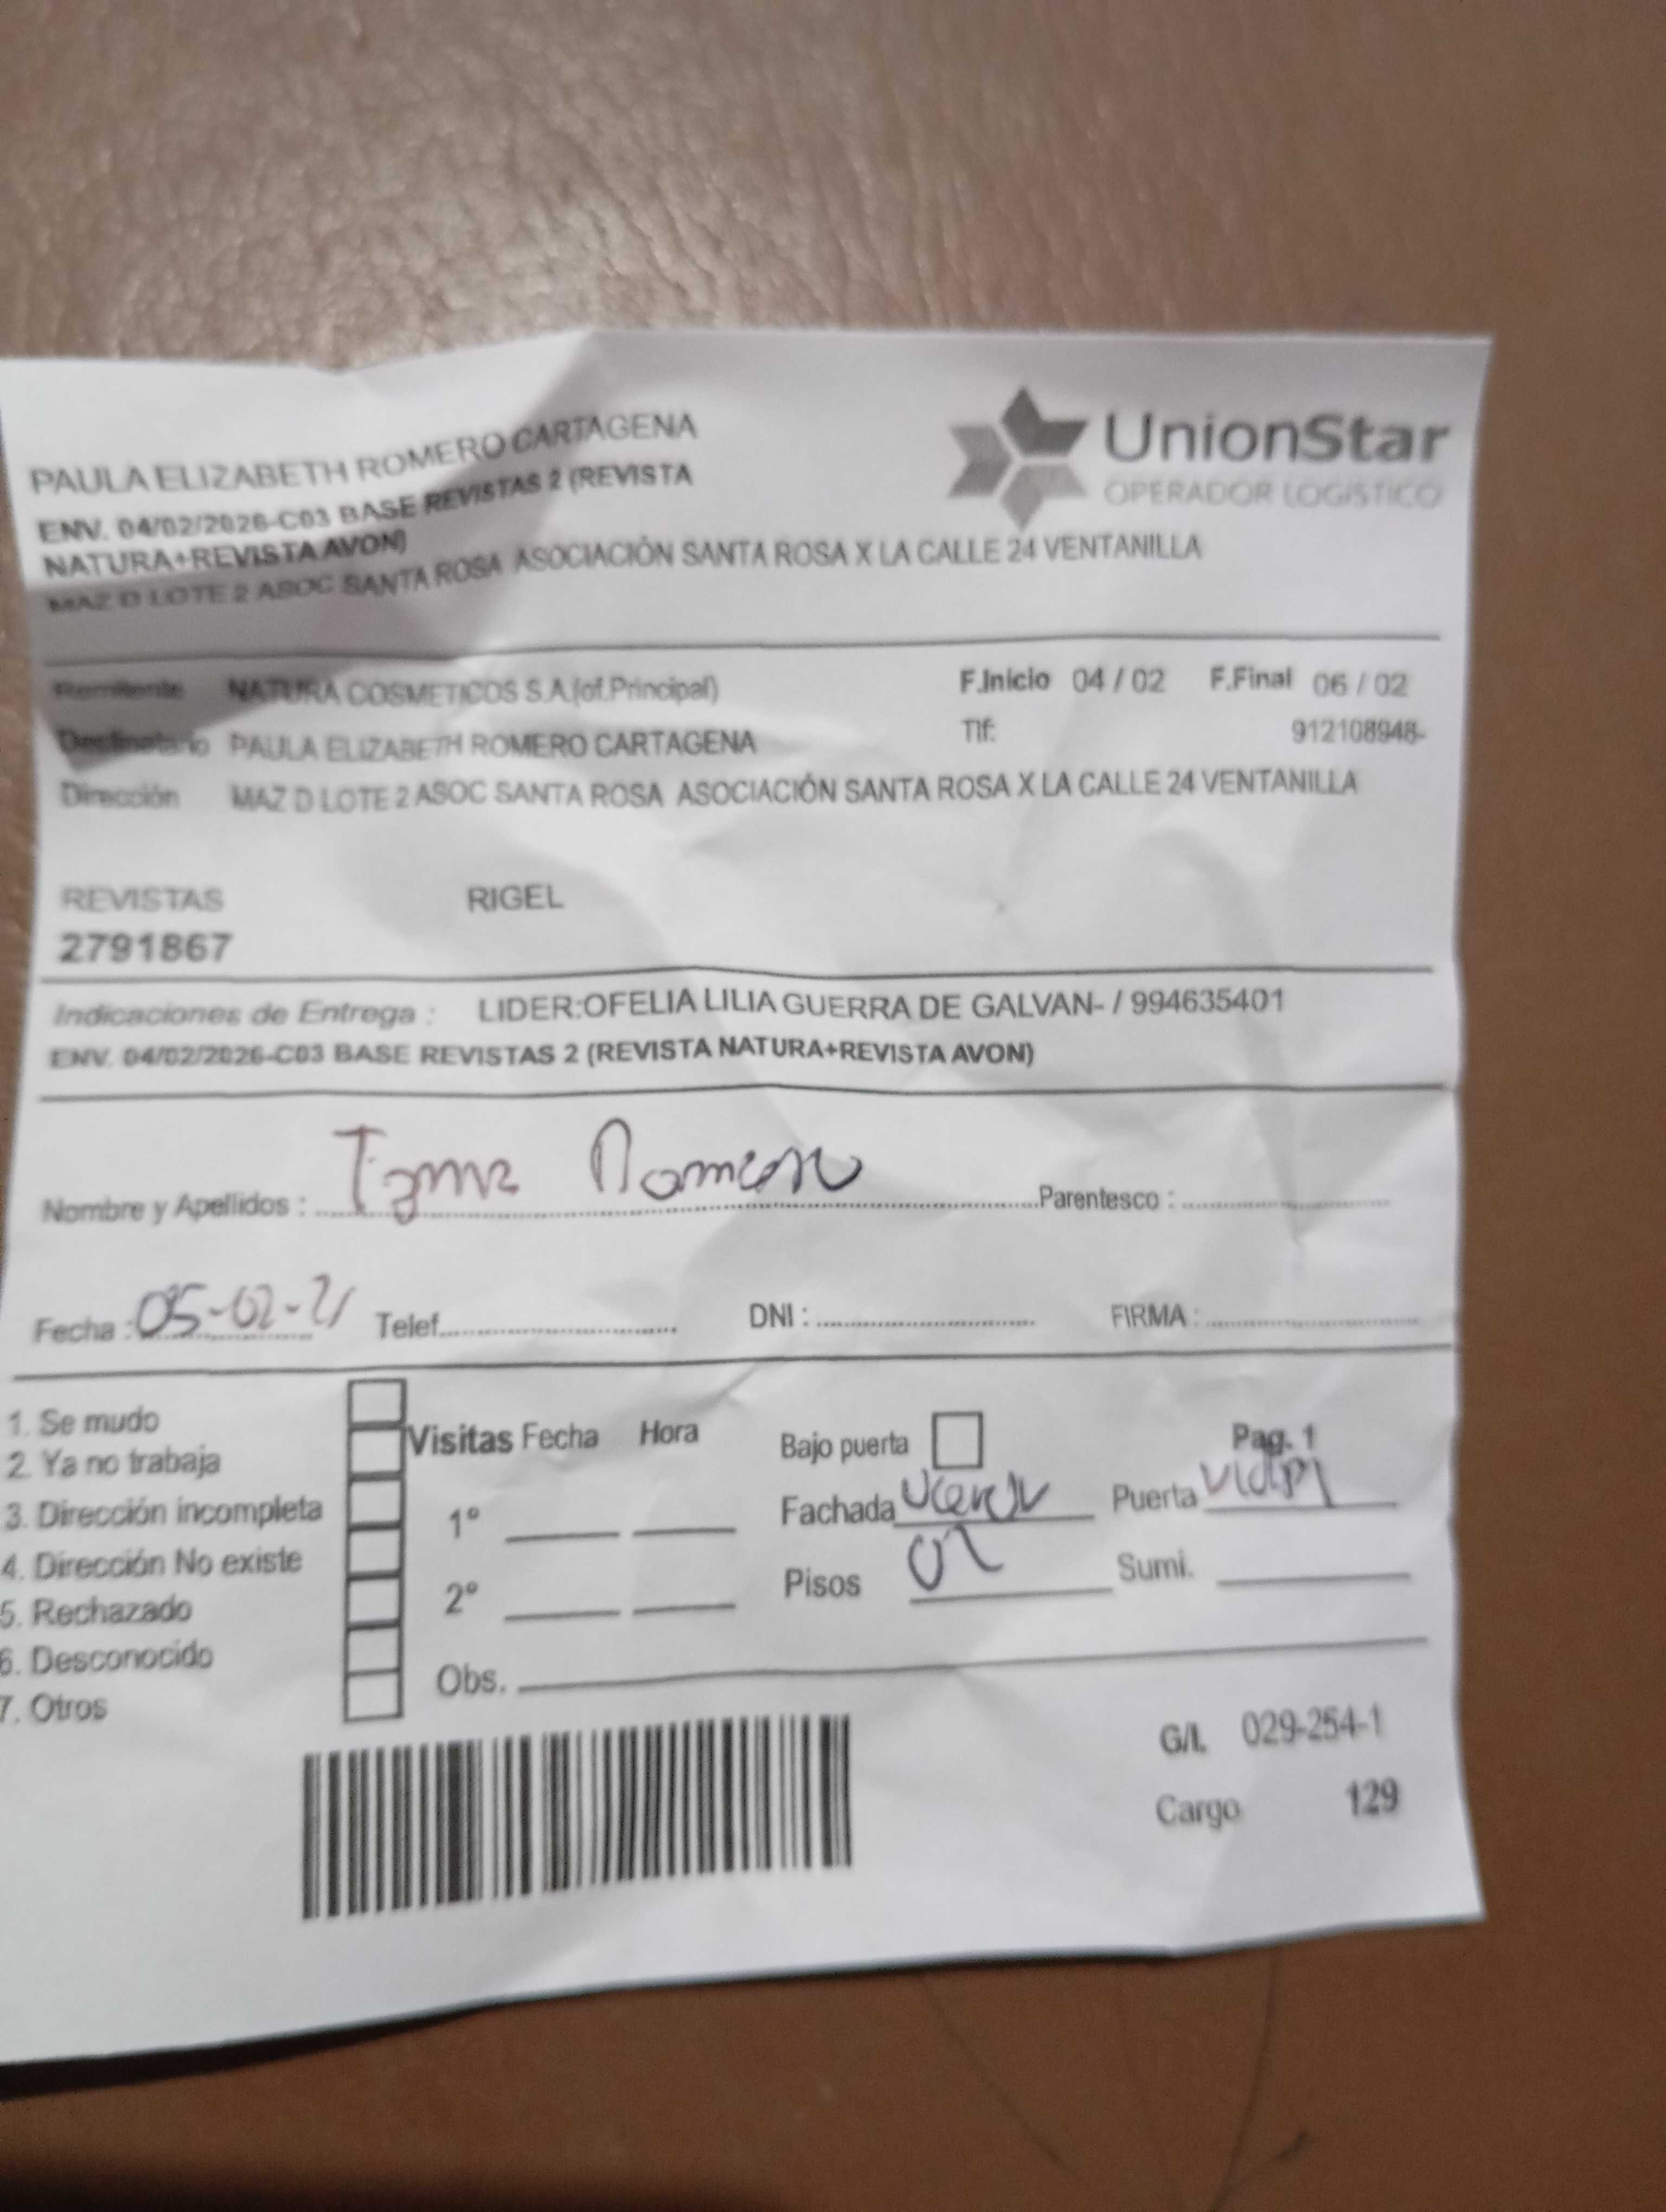 PAULA ELIZABETH ROMERO CARTAGENA
ENV. 04/02/2026-C03 BASE REVISTAS 2 (REVISTA
NATURA+REVISTA AVON)
MAZ D LOTE 2 ASOC SANTA ROSA ASOCIACIÓN SANTA ROSA X LA CALLE 24 VENTANILLA
UnionStar
OPERADOR LOGISTICO
Remitente NATURA COSMETICOS S.A.(of.Principal) F.Inicio 04 / 02 F.Final 06 / 02
Destinatario PAULA ELIZABETH ROMERO CARTAGENA Tlf: 912108948-
Dirección MAZ D LOTE 2 ASOC SANTA ROSA ASOCIACIÓN SANTA ROSA X LA CALLE 24 VENTANILLA
REVISTAS RIGEL
2791867
Indicaciones de Entrega : LIDER:OFELIA LILIA GUERRA DE GALVAN- / 994635401
ENV. 04/02/2026-C03 BASE REVISTAS 2 (REVISTA NATURA+REVISTA AVON)
Nombre y Apellidos : Parentesco :
Fecha : 05-02- Telef. DNI : FIRMA :
1. Se mudo
2. Ya no trabaja
3. Dirección incompleta
4. Dirección No existe
5. Rechazado
6. Desconocido
7. Otros
Visitas Fecha Hora
1º
2º
Obs.
Bajo puerta Pag. 1
Fachada Puerta
Pisos Sumi.
G/I. 029-254-1
Cargo 129